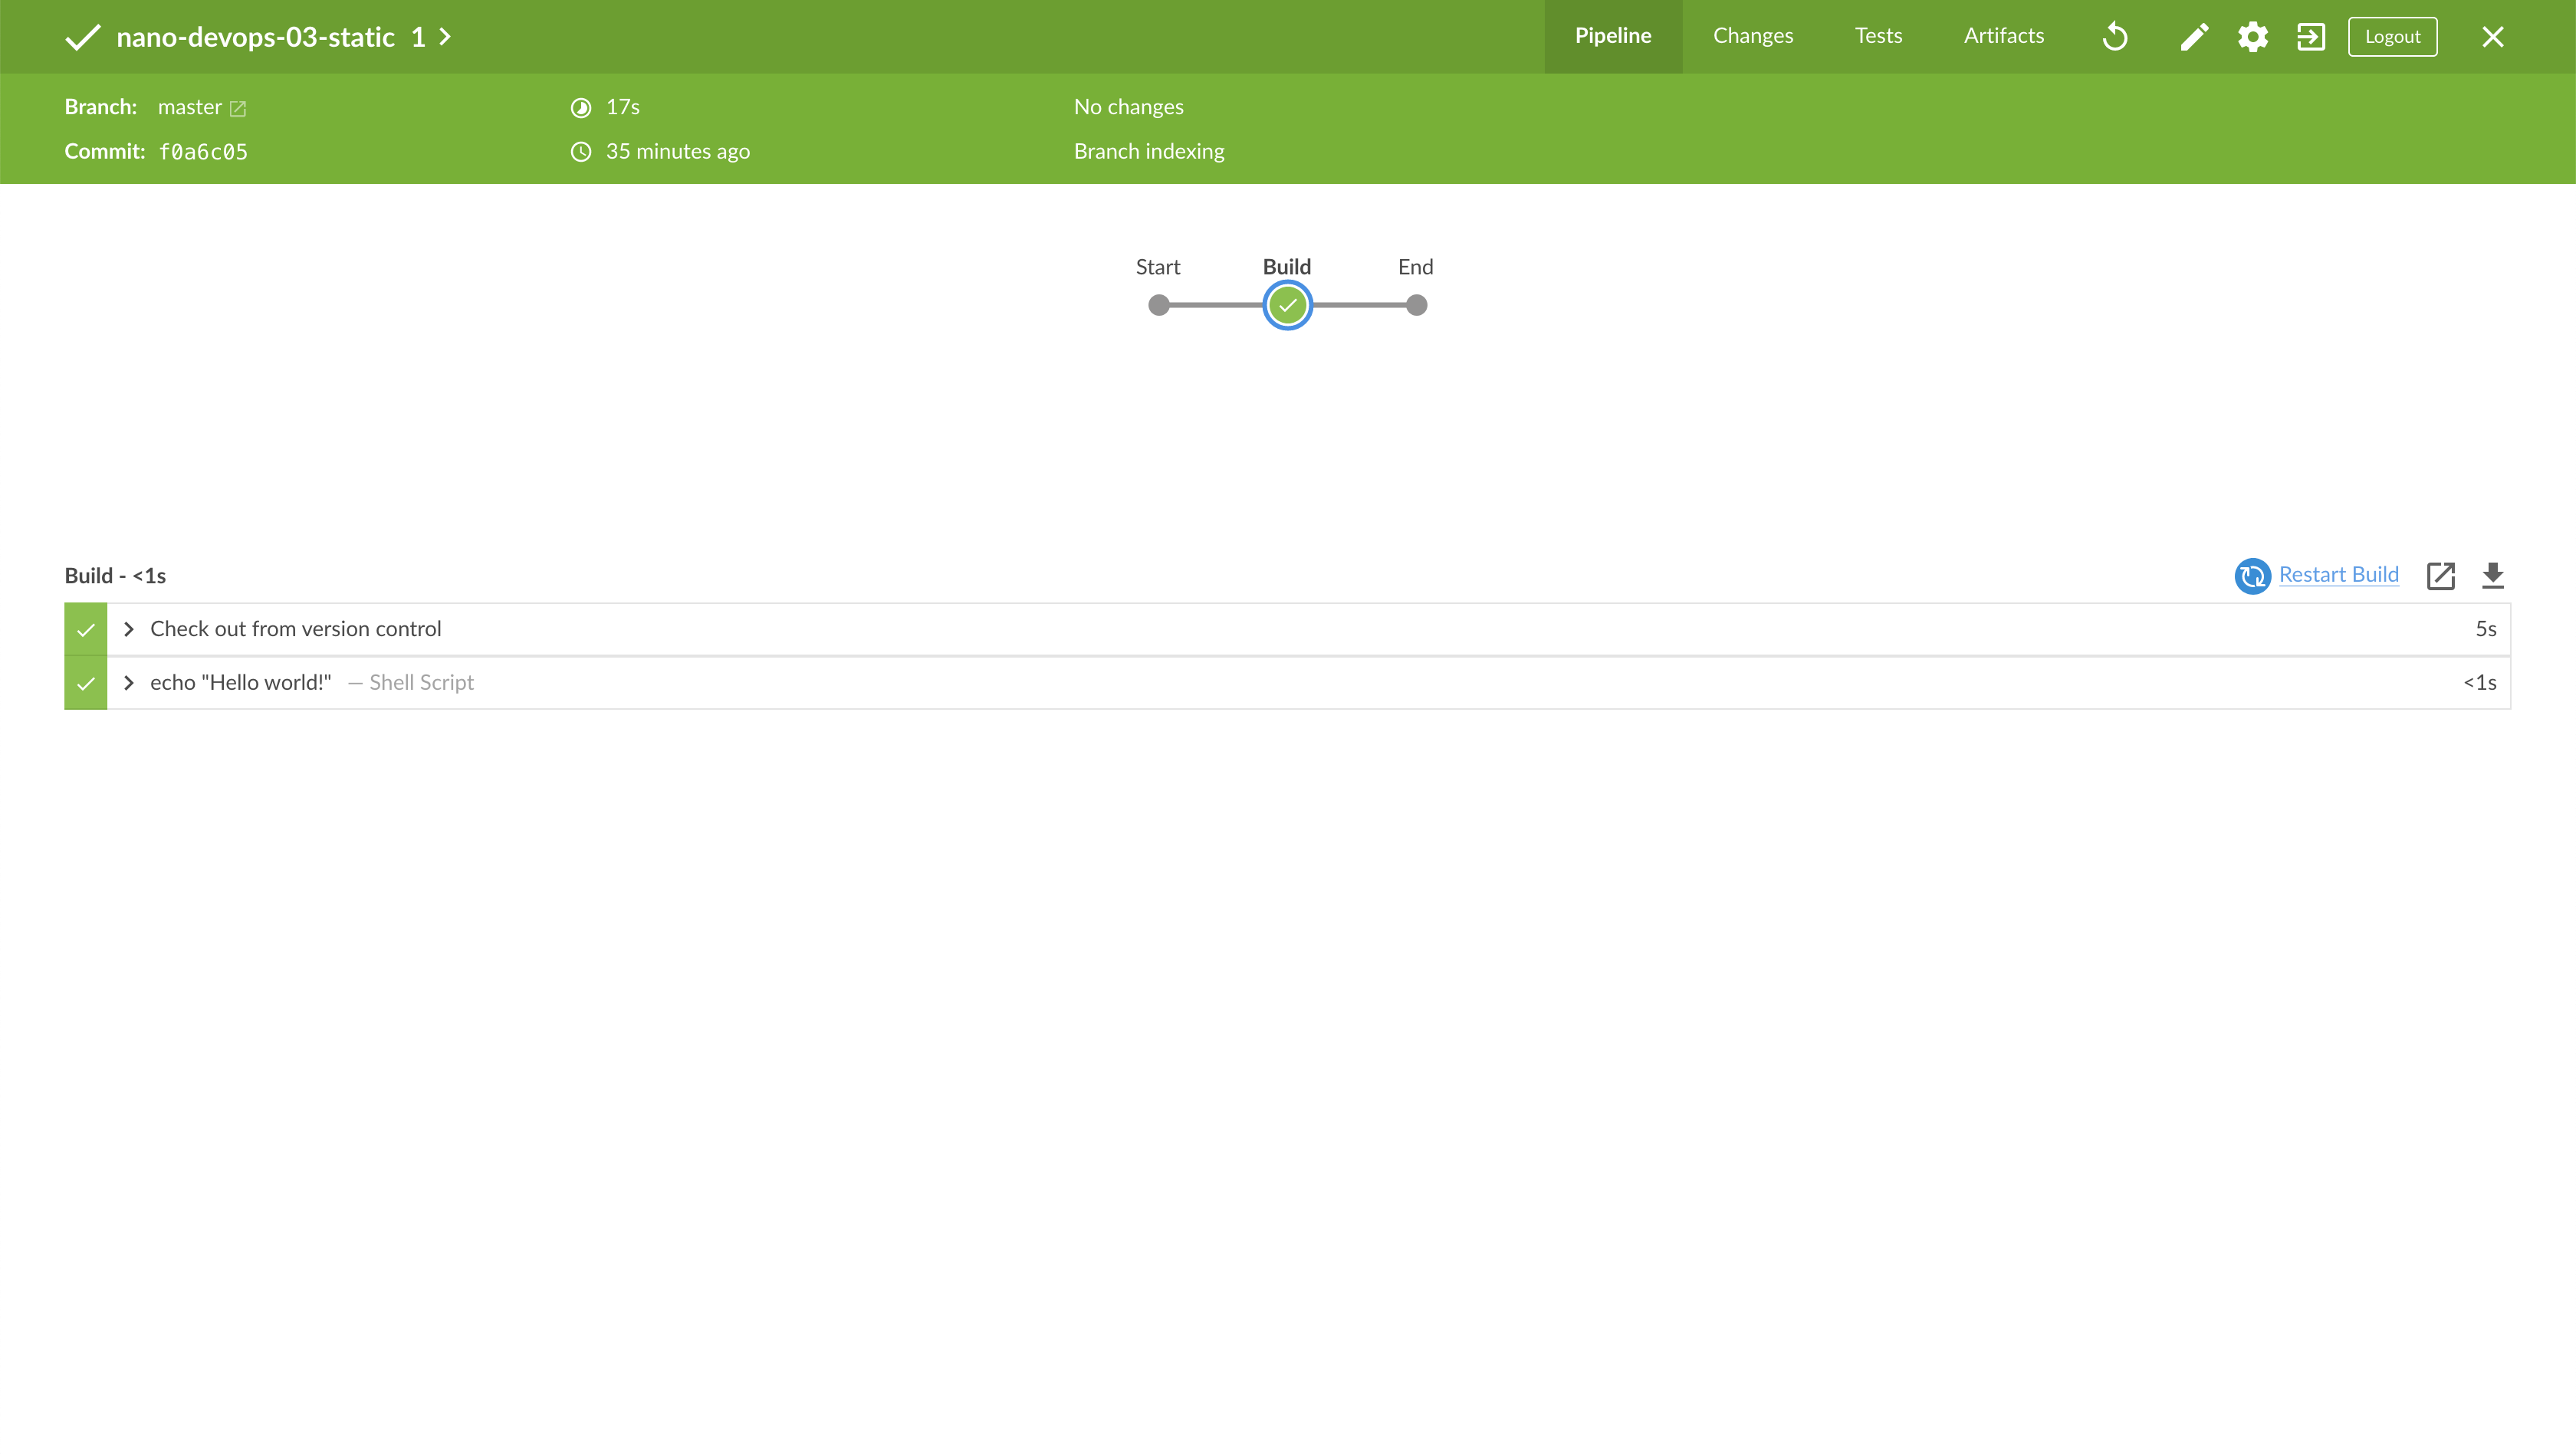 nano-devops-03-static 1
Pipeline Changes Tests Artifacts Logout
Branch: master 17s No changes
Commit: f0a6c05 35 minutes ago Branch indexing
Start Build End
Build - <1s Restart Build
Check out from version control 5s
echo "Hello world!" — Shell Script <1s